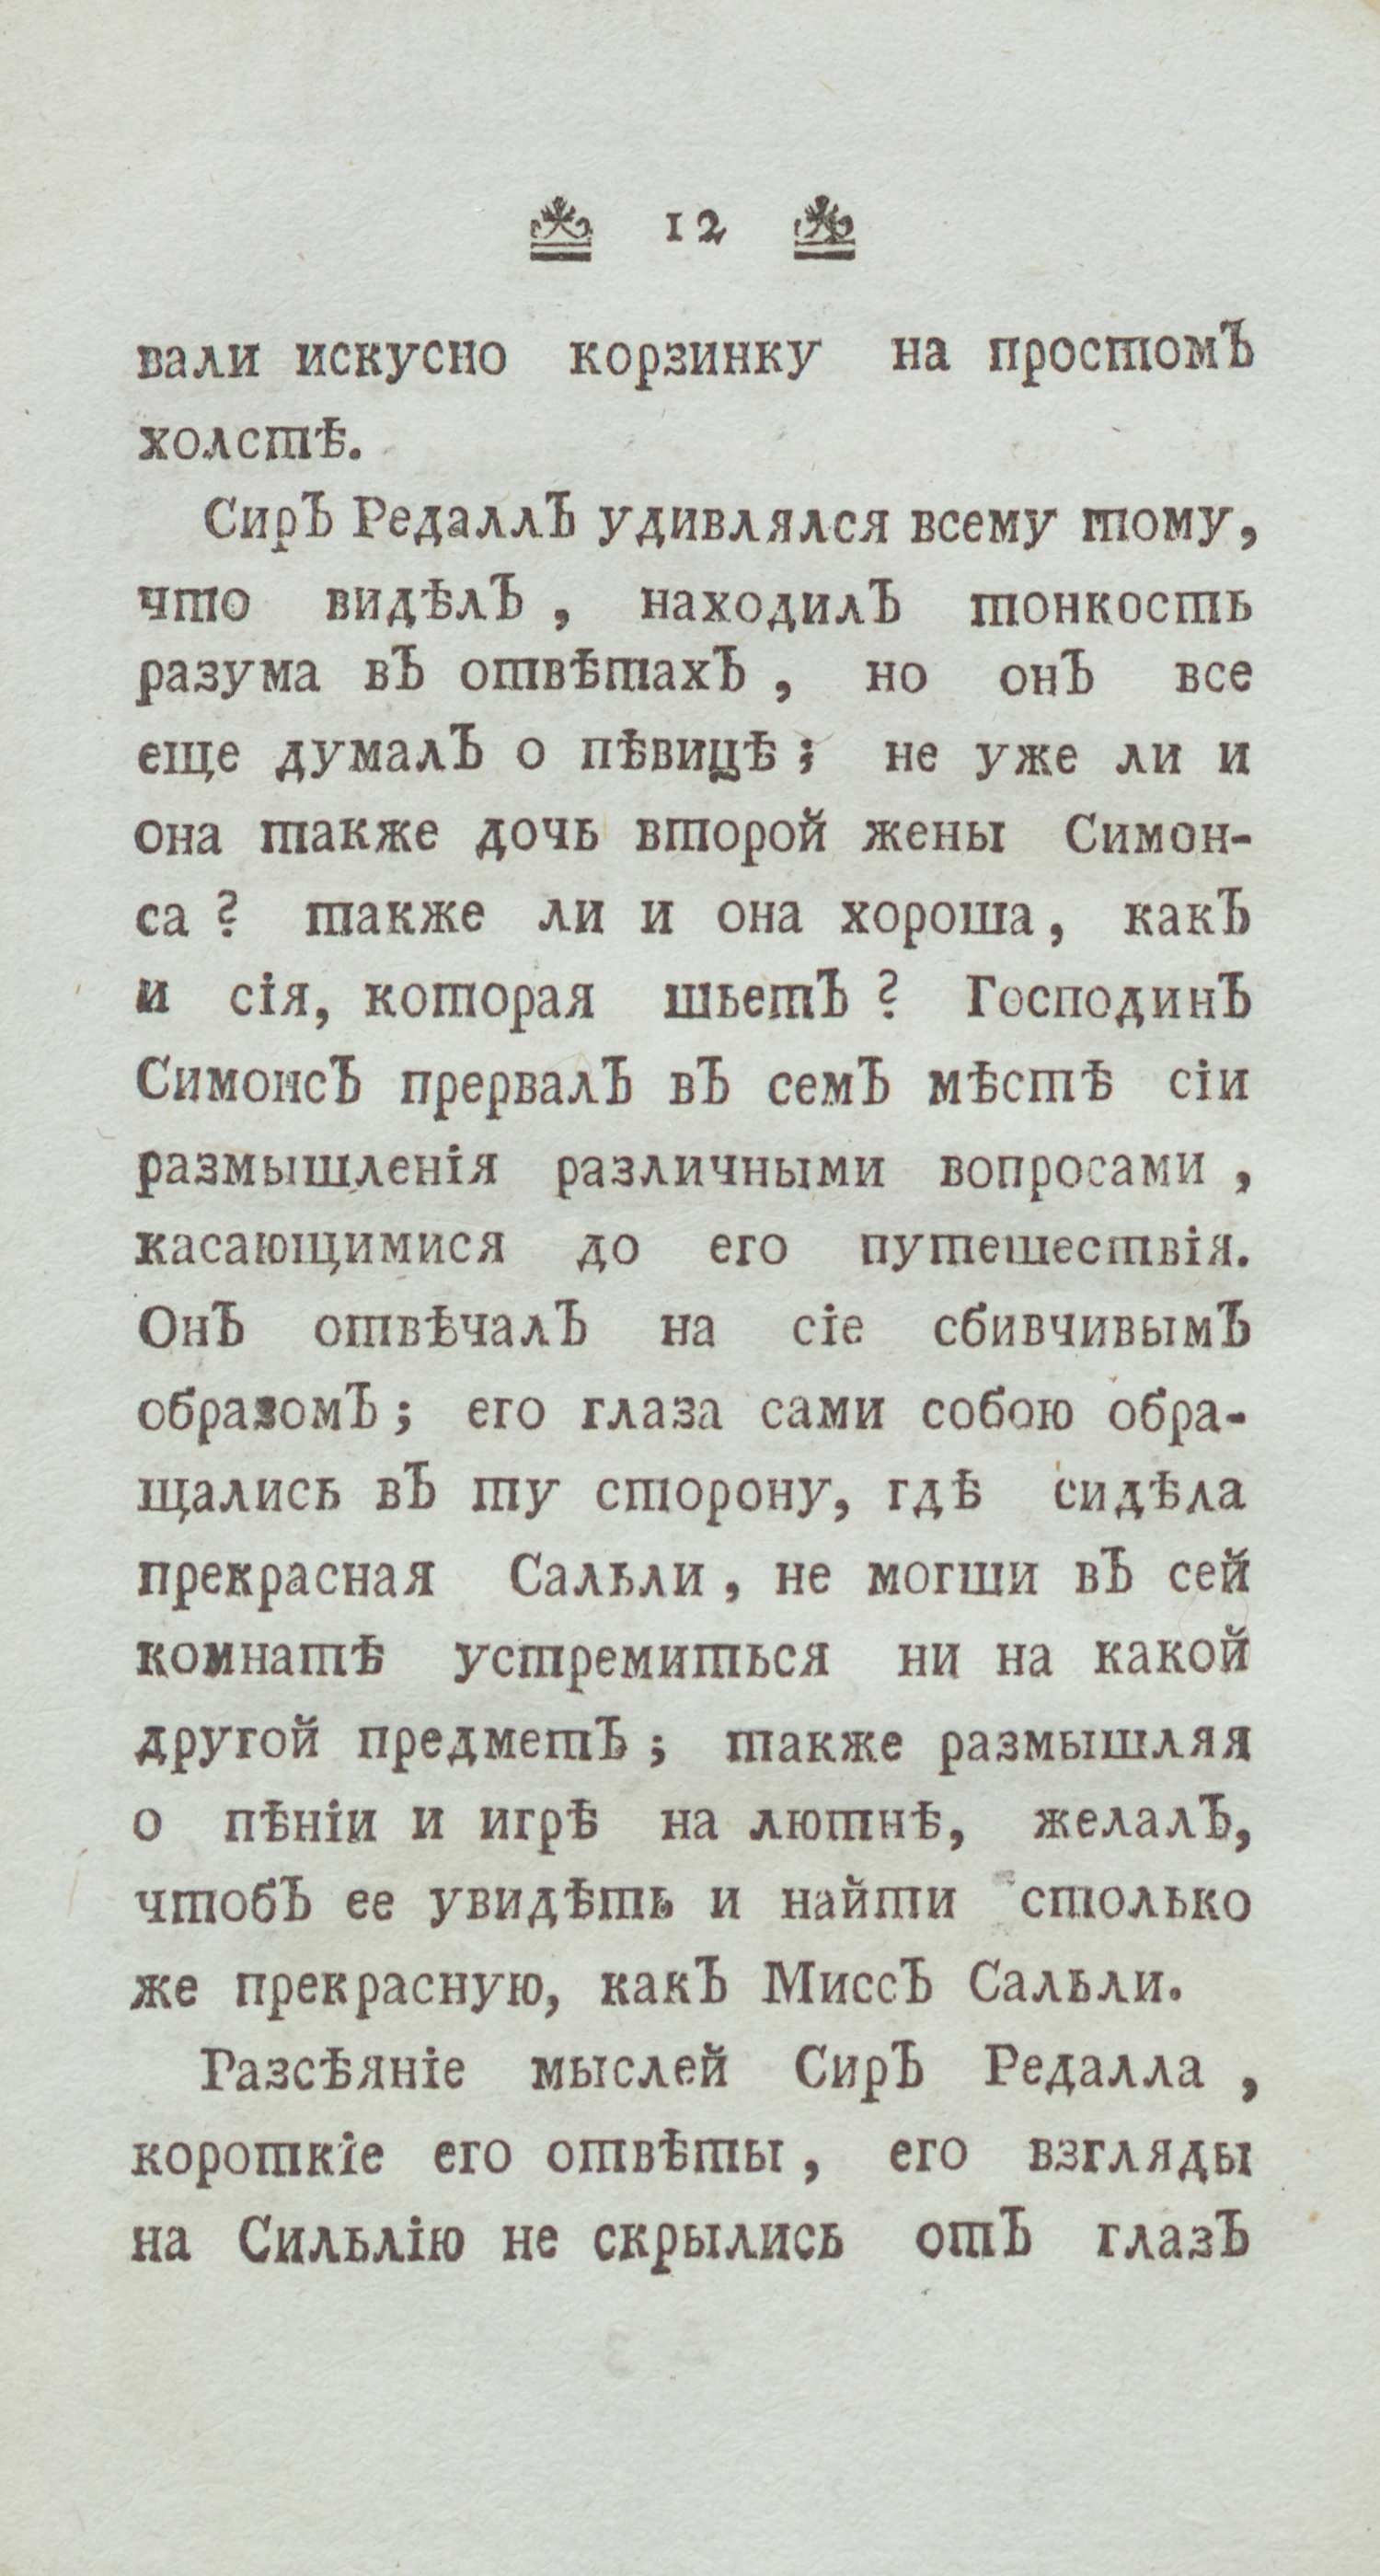 12
вали искусно корзинку на простомЪ
холстѣ.
СирЪ РедаллЪ удивлялся всему тому,
что видѣлЪ, находилЪ тонкость
разума вЪ отвѣтахЪ, но онЪ все
еще думалЪ о пѣвицѣ; не уже ли и
она также дочь второй жены Симон-
са? также ли и она хороша, какЪ
и сія, которая шьетЪ? ГосподинЪ
СимонсЪ прервалЪ вЪ семЪ мѣстѣ сіи
размышленія различными вопросами,
касающимися до его путешествія.
ОнЪ отвѣчалЪ на сіе сбивчивымЪ
образомЪ; его глаза сами собою обра-
щались вЪ ту сторону, гдѣ сидѣла
прекрасная Сальли, не могши вЪ сей
комнатѣ устремиться ни на какой
другой предметЪ; также размышляя
о пѣніи и игрѣ на лютнѣ, желалЪ,
чтобЪ ее увидѣть и найти столько
же прекрасную, какЪ МиссЪ Сальли.
Разсѣяніе мыслей СирЪ Редалла,
короткіе его отвѣты, его взгляды
на Сильлію не скрылись отЪ глазЪ